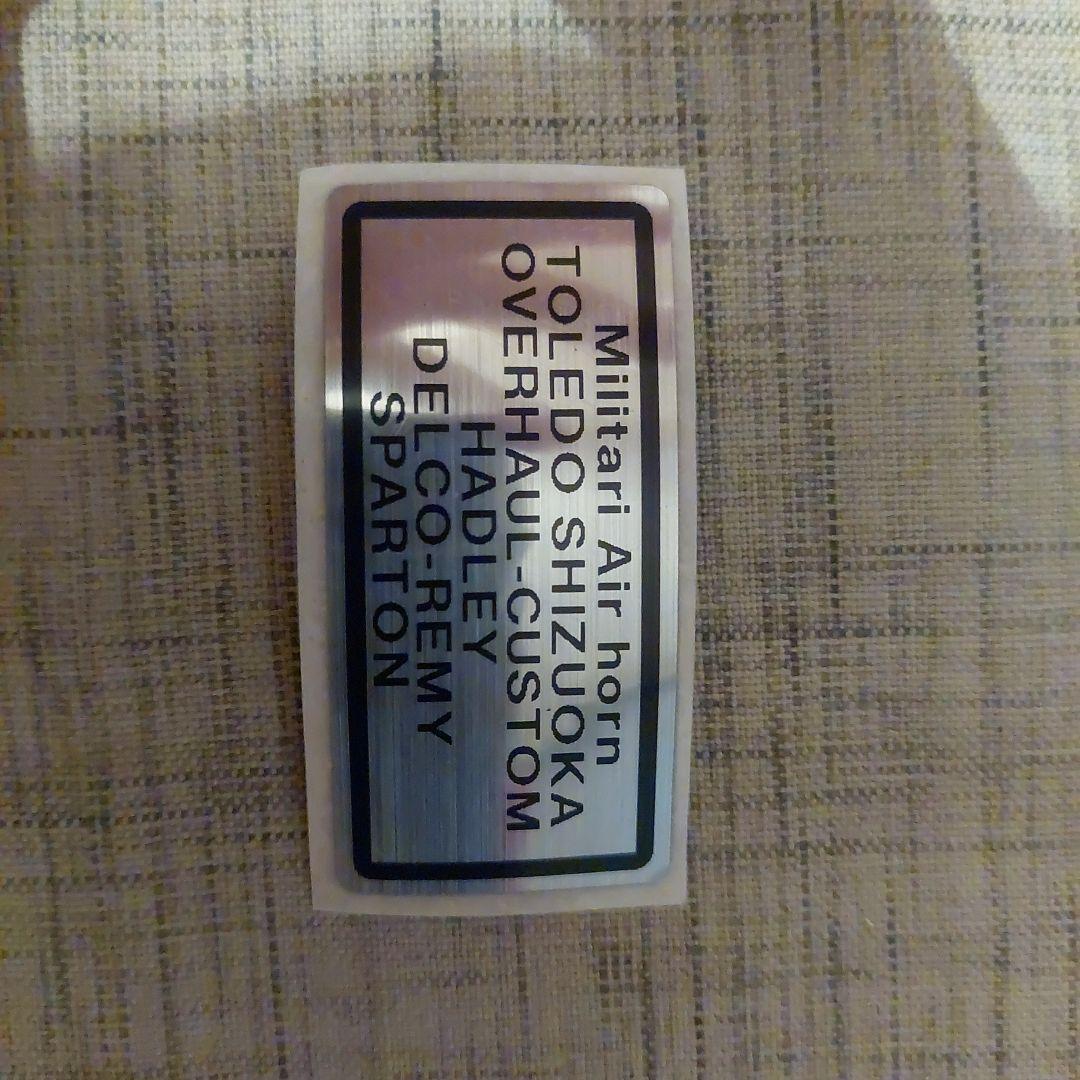 Militari Air horn
TOLEDO SHIZUOKA
OVERHAUL-CUSTOM
HADLEY
DELCO-REMY
SPARTON